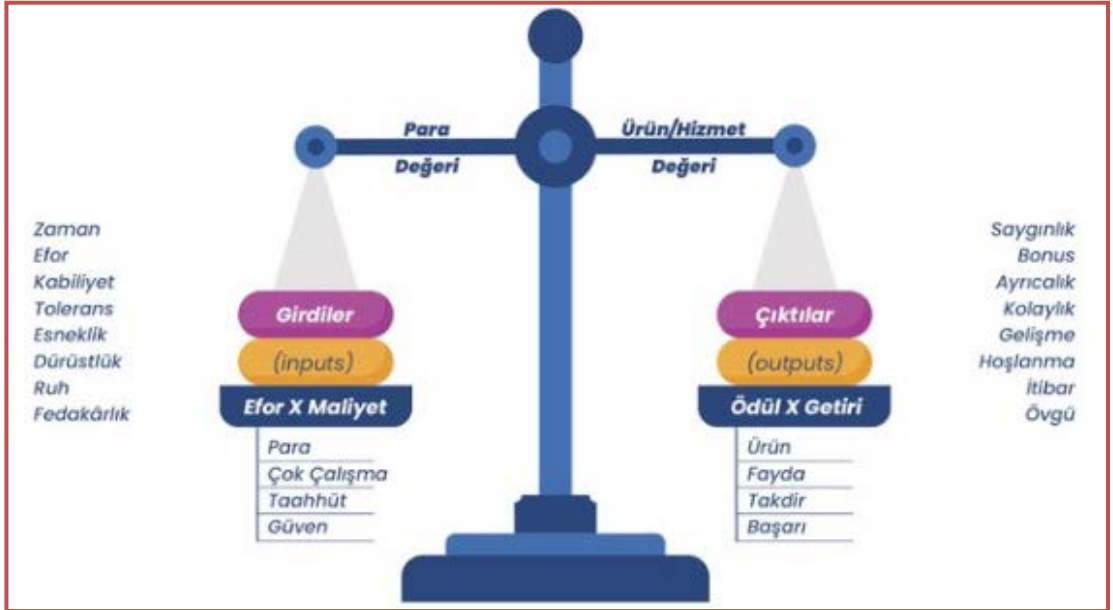 Para
Değeri
Ürün/Hizmet
Değeri
Zaman
Efor
Kabiliyet
Tolerans
Esneklik
Dürüstlük
Ruh
Fedakârlık
Girdiler
(inputs)
Efor X Maliyet
Para
Çok Çalışma
Taahhüt
Güven
Çıktılar
(outputs)
Ödül X Getiri
Ürün
Fayda
Takdir
Başarı
Saygınlık
Bonus
Ayrıcalık
Kolaylık
Gelişme
Hoşlanma
İtibar
Övgü